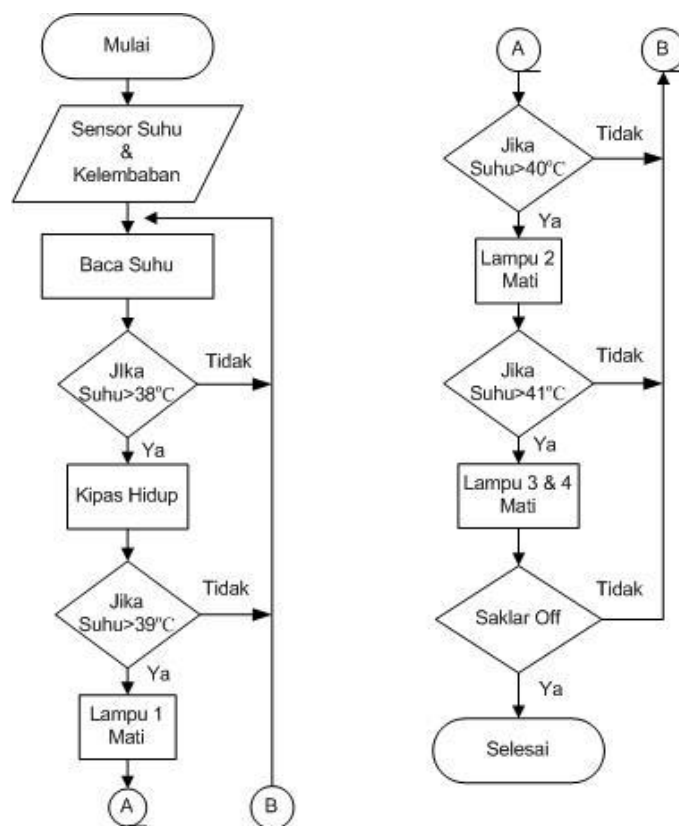 Mulai
Sensor Suhu
&
Kelembaban
Baca Suhu
JIka
Suhu>38°C
Tidak
Ya
Kipas Hidup
Jika
Suhu>39°C
Tidak
Ya
Lampu 1
Mati
A
B
A
B
Jika
Suhu>40°C
Tidak
Ya
Lampu 2
Mati
Jika
Suhu>41°C
Tidak
Ya
Lampu 3 & 4
Mati
Saklar Off
Tidak
Ya
Selesai